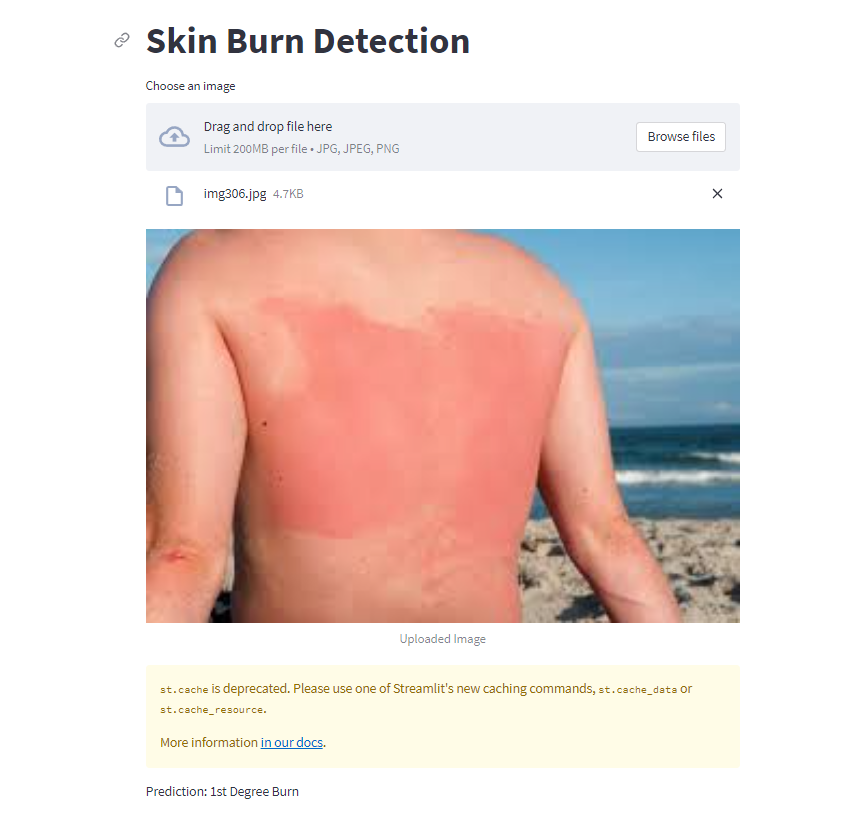 Skin Burn Detection
Choose an image
Drag and drop file here
Limit 200MB per file • JPG, JPEG, PNG
Browse files
img306.jpg 4.7KB
Uploaded Image
st.cache is deprecated. Please use one of Streamlit's new caching commands, st.cache_data or
st.cache_resource.
More information in our docs.
Prediction: 1st Degree Burn